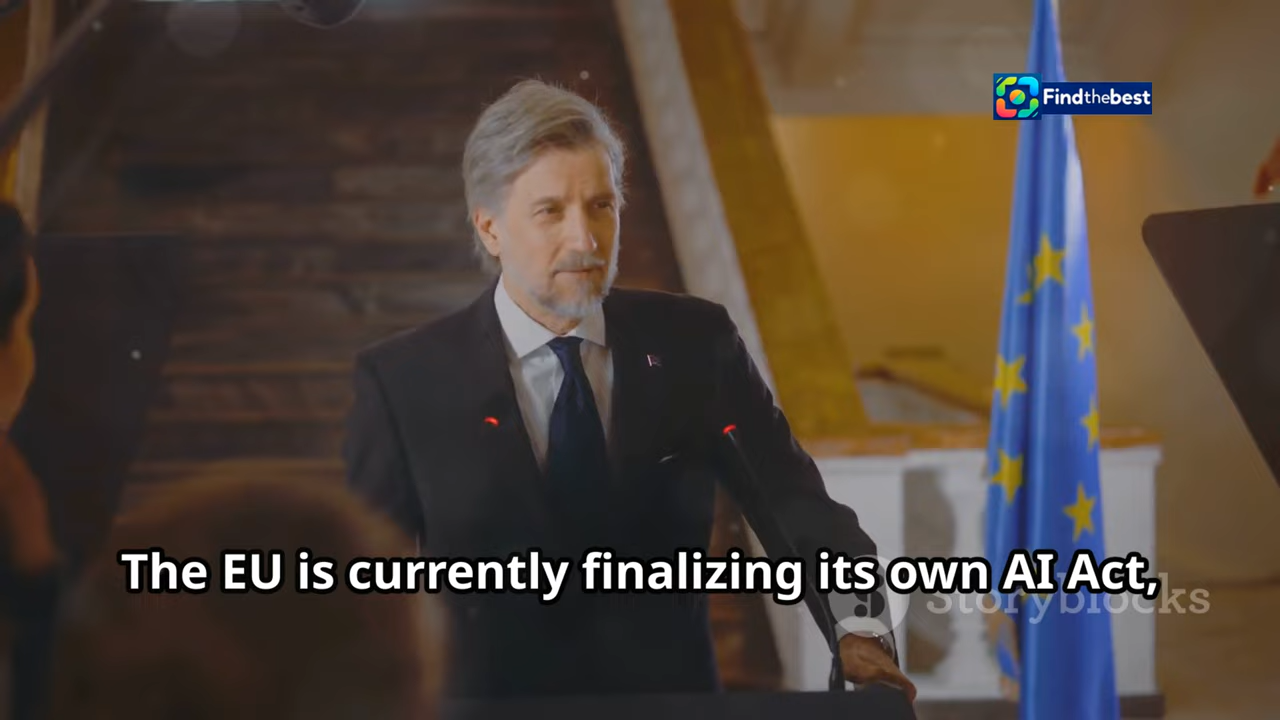 Findthebest
The EU is currently finalizing its own AI Act,
Storyblocks